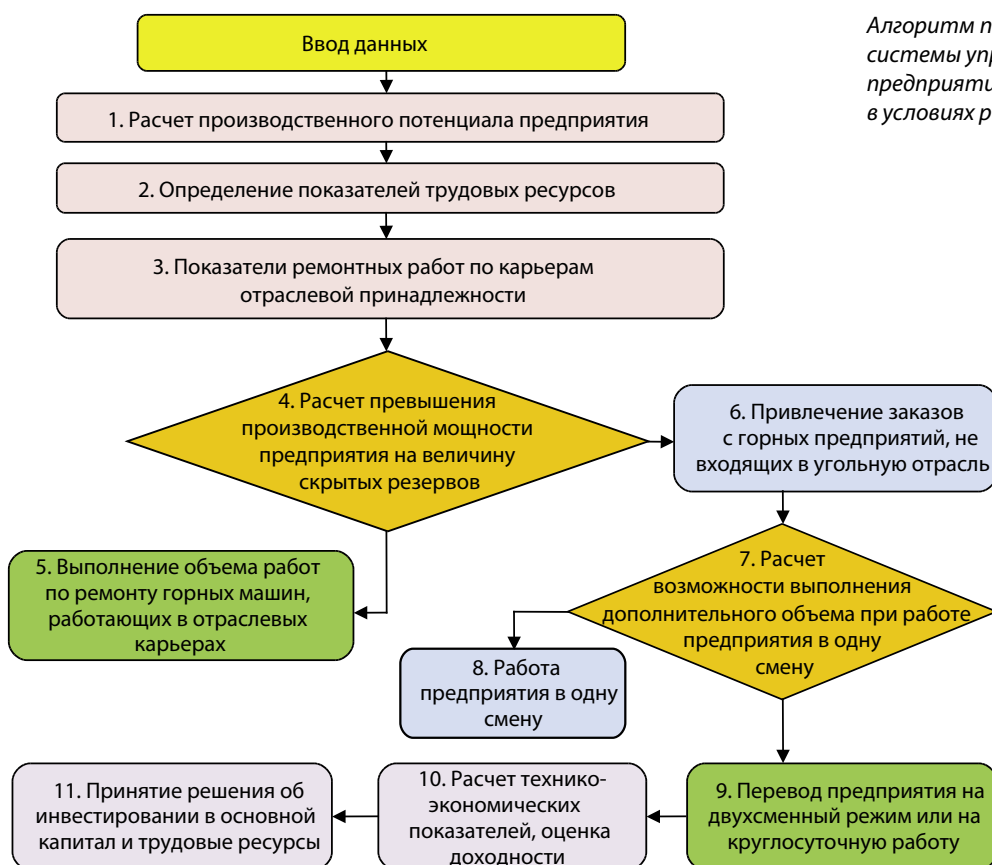 Ввод данных
Алгоритм
системы
в условиях
1. Расчет производственного потенциала предприятия
2. Определение показателей трудовых ресурсов
3. Показатели ремонтных работ по карьерам
отраслевой принадлежности
4. Расчет превышения
производственной мощности
предприятия на величину
скрытых резервов
6. Привлечение заказов
с горных предприятий, не
входящих в угольную отрасль
5. Выполнение объема работ
по ремонту горных машин,
работающих в отраслевых
карьерах
7. Расчет
возможности выполнения
дополнительного объема при работе
предприятия в одну
смену
8. Работа
предприятия в одну
смену
9. Перевод предприятия на
двухсменный режим или на
круглосуточную работу
10. Расчет технико-
экономических
показателей, оценка
доходности
11. Принятие решения об
инвестировании в основной
капитал и трудовые ресурсы